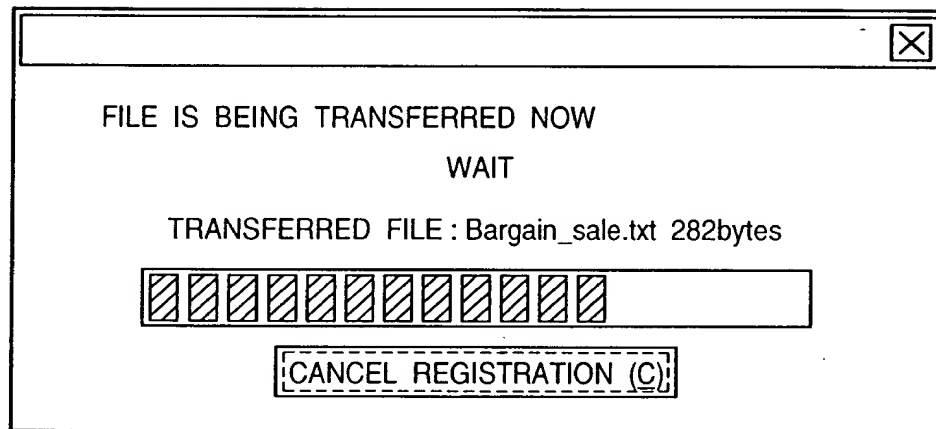 FILE IS BEING TRANSFERRED NOW
WAIT
TRANSFERRED FILE : Bargain_sale.txt 282bytes
CANCEL REGISTRATION (C)